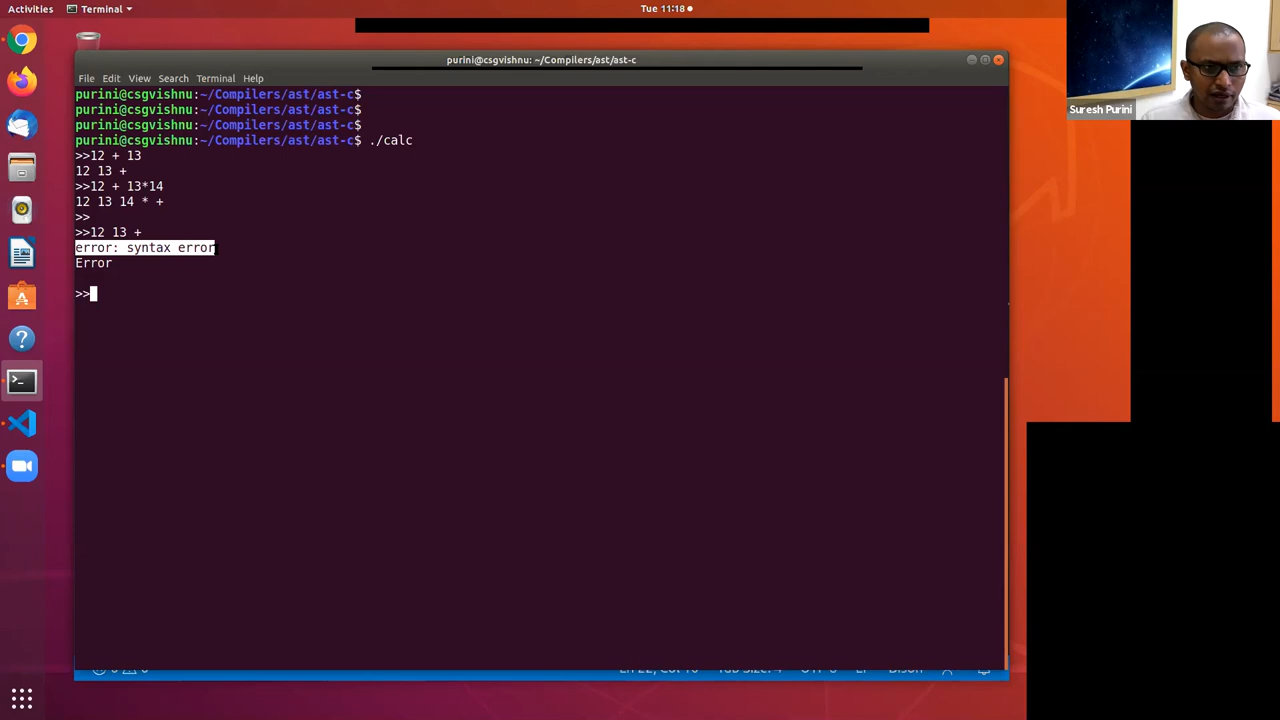 Activities
Terminal
Tue 11:18
purini@csgvishnu: ~/Compilers/ast/ast-c
File Edit View Search Terminal Help
purini@csgvishnu:~/Compilers/ast/ast-c$
purini@csgvishnu:~/Compilers/ast/ast-c$
purini@csgvishnu:~/Compilers/ast/ast-c$
purini@csgvishnu:~/Compilers/ast/ast-c$ ./calc
>>12 + 13
12 13 +
>>12 + 13*14
12 13 14 * +
>>
>>12 13 +
error: syntax error
Error
>>
Suresh Purini